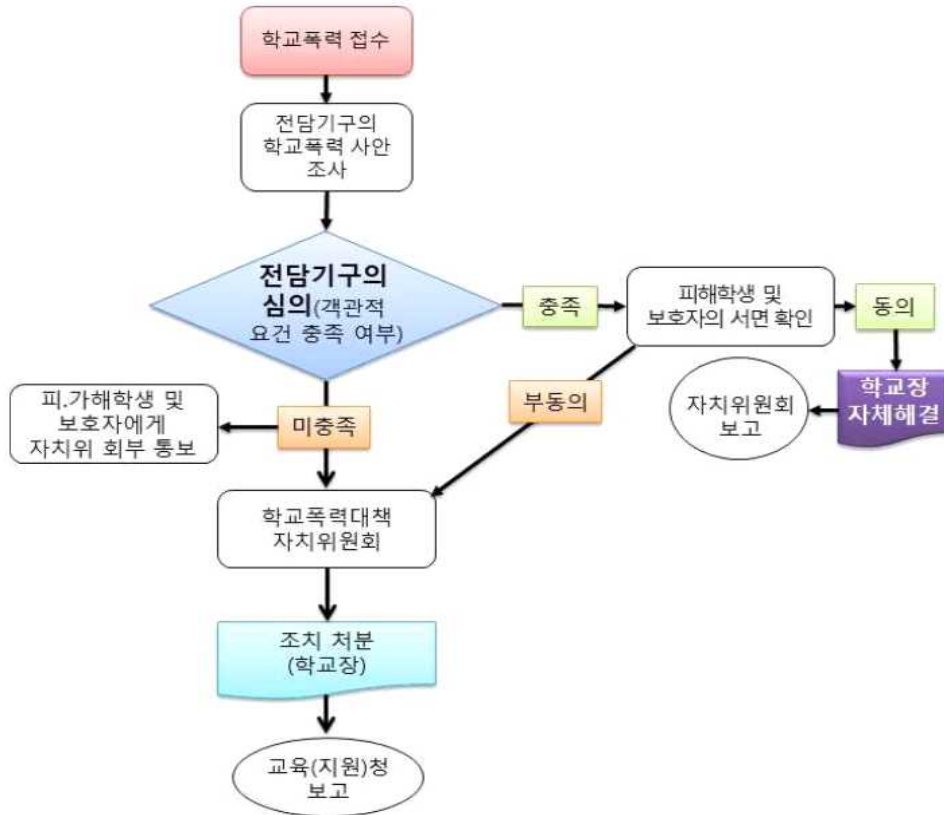 학교폭력 접수
전담기구의
학교폭력 사안
조사
전담기구의
심의(객관적
요건 충족 여부)
충족
피해학생 및
보호자의 서면 확인
동의
학교장
자체해결
자치위원회
보고
부동의
미충족
피.가해학생 및
보호자에게
자치위 회부 통보
학교폭력대책
자치위원회
조치 처분
(학교장)
교육(지원)청
보고